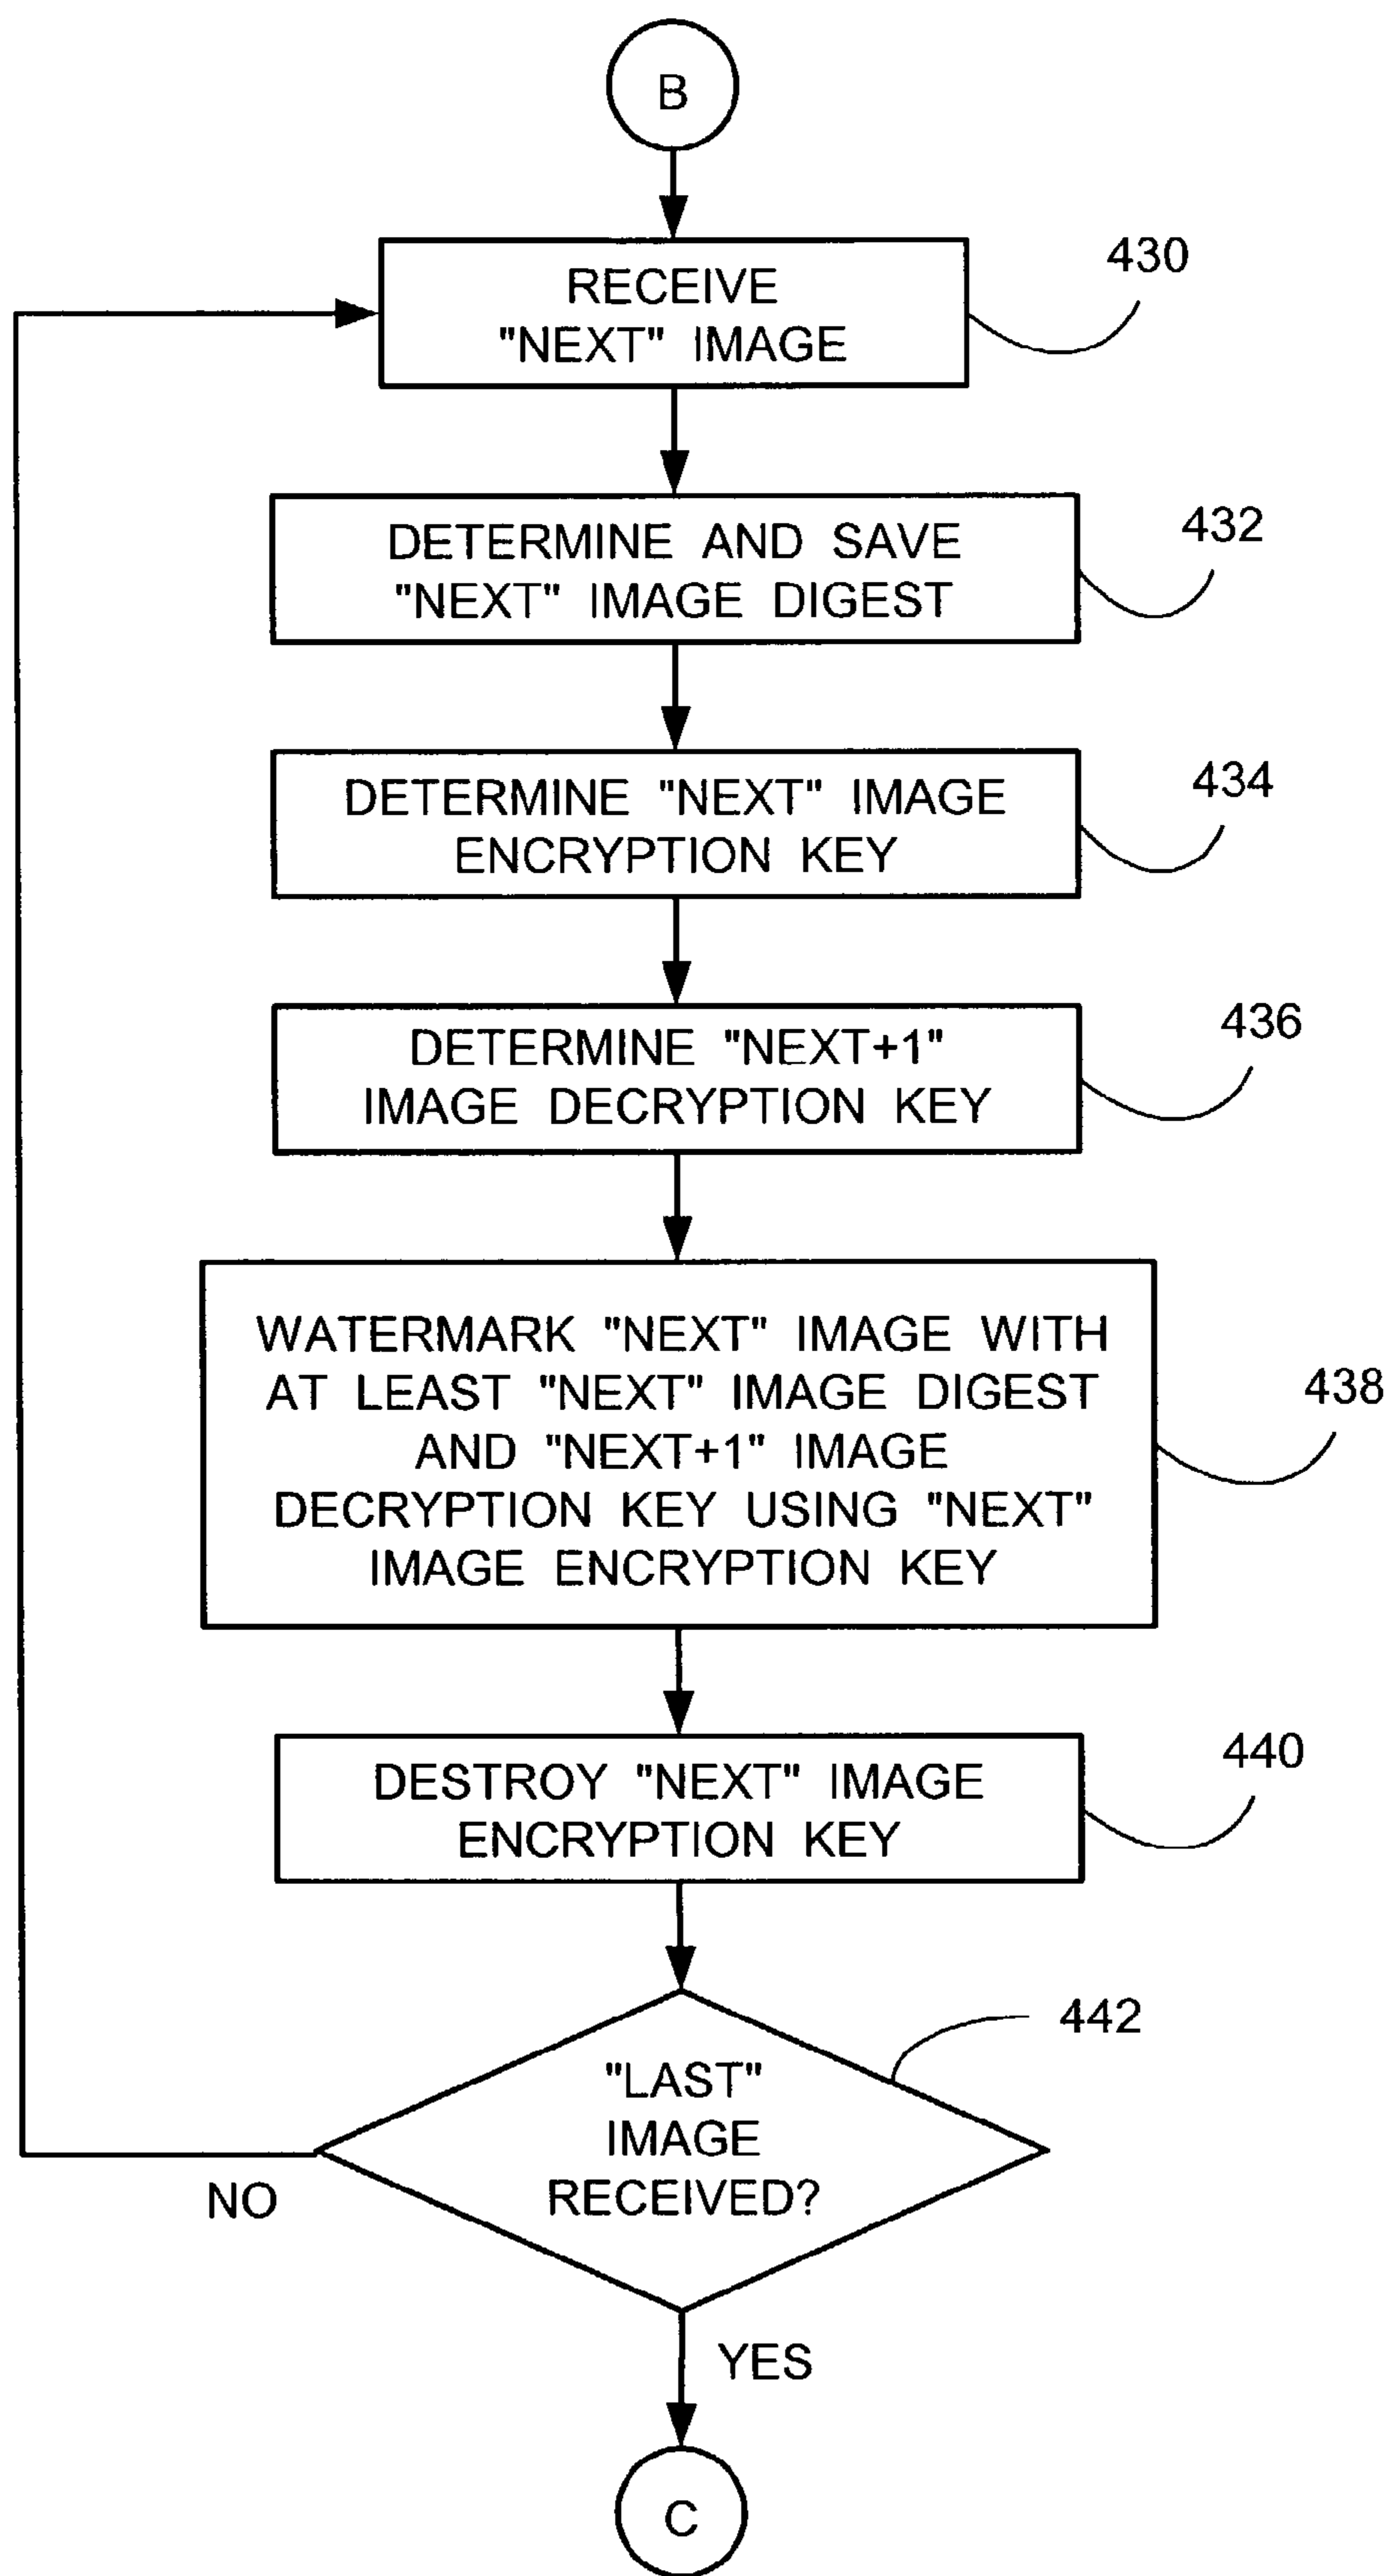 B
RECEIVE
"NEXT" IMAGE
430
DETERMINE AND SAVE
"NEXT" IMAGE DIGEST
432
DETERMINE "NEXT" IMAGE
ENCRYPTION KEY
434
DETERMINE "NEXT+1"
IMAGE DECRYPTION KEY
436
WATERMARK "NEXT" IMAGE WITH
AT LEAST "NEXT" IMAGE DIGEST
AND "NEXT+1" IMAGE
DECRYPTION KEY USING "NEXT"
IMAGE ENCRYPTION KEY
438
DESTROY "NEXT" IMAGE
ENCRYPTION KEY
440
"LAST"
IMAGE
RECEIVED?
442
NO
YES
C